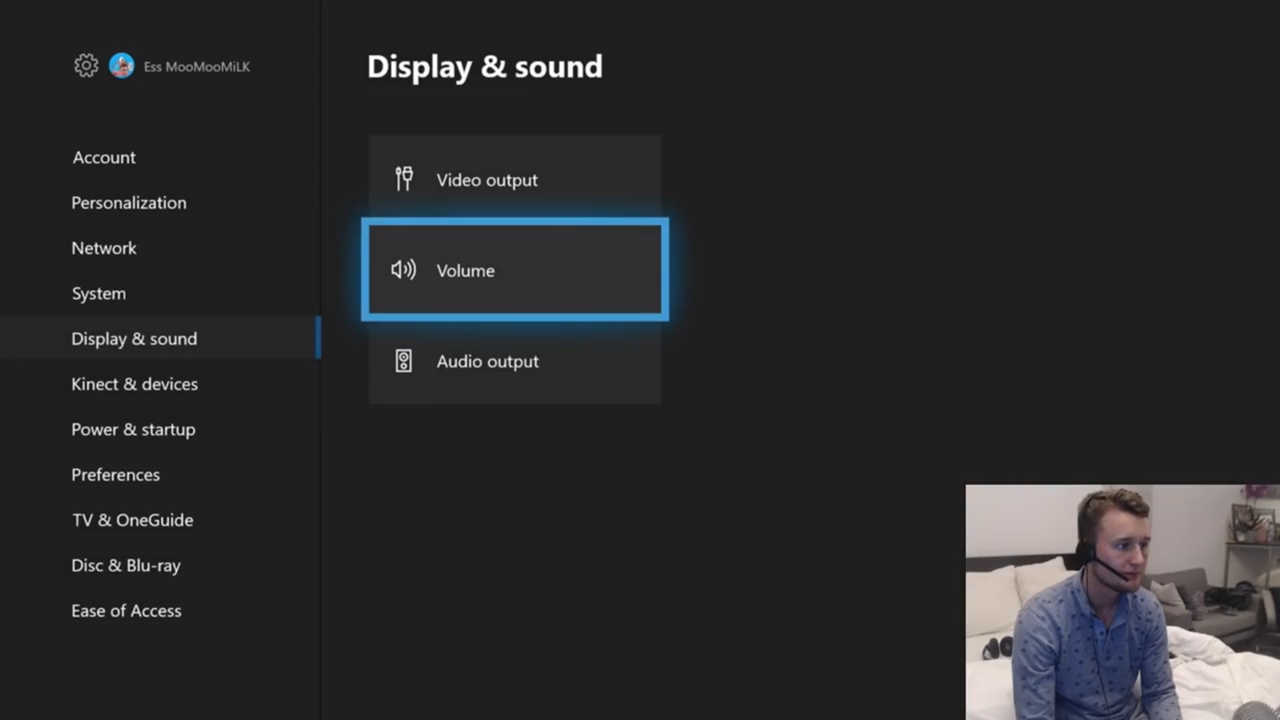 Ess MooMooMiLK
Display & sound
Account
Personalization
Network
System
Display & sound
Kinect & devices
Power & startup
Preferences
TV & OneGuide
Disc & Blu-ray
Ease of Access
Video output
Volume
Audio output